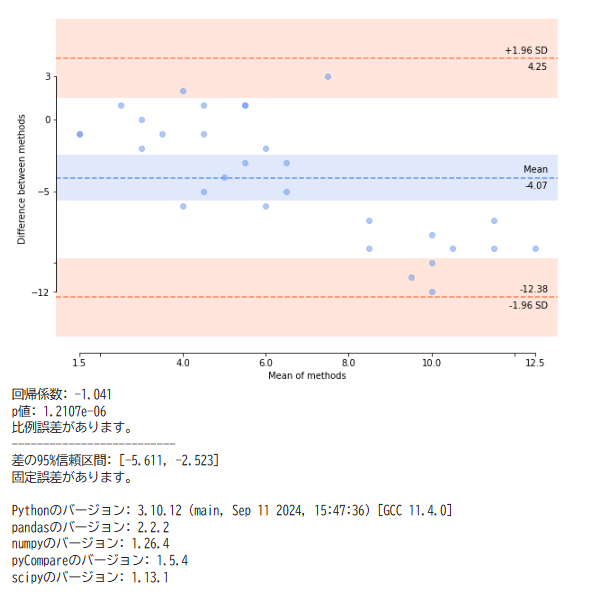 +1.96 SD
4.25
3
0
Difference between methods
Mean
-4.07
−5
-12.38
−12
-1.96 SD
1.5 4.0 6.0 8.0 10.0 12.5
Mean of methods
回帰係数: -1.041
p値: 1.2107e-06
比例誤差があります。
--------------------------
差の95%信頼区間: [-5.611, -2.523]
固定誤差があります。
Pythonのバージョン: 3.10.12 (main, Sep 11 2024, 15:47:36) [GCC 11.4.0]
pandasのバージョン: 2.2.2
numpyのバージョン: 1.26.4
pyCompareのバージョン: 1.5.4
scipyのバージョン: 1.13.1